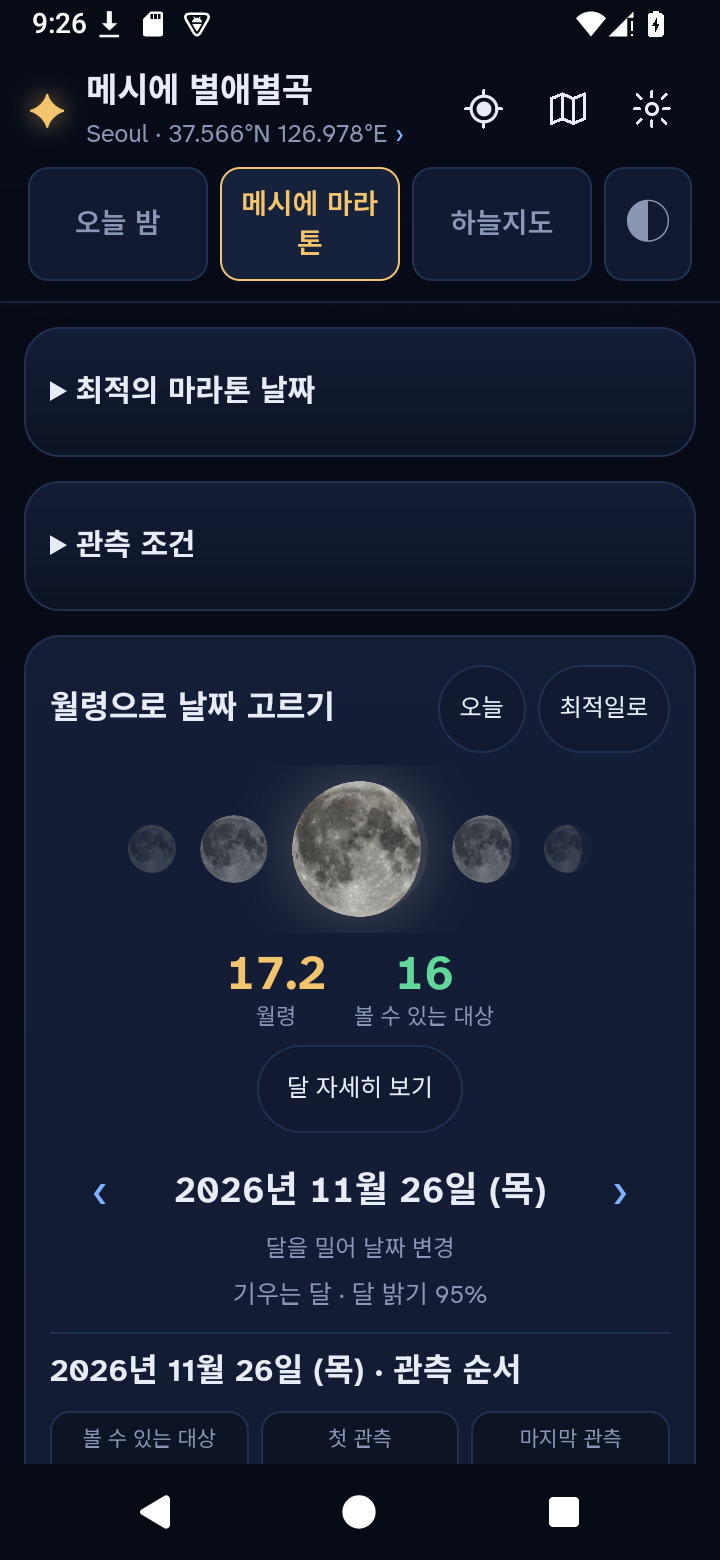 9:26
메시에 별애별곡
Seoul · 37.566°N 126.978°E ›
오늘 밤
메시에 마라
톤
하늘지도
▶ 최적의 마라톤 날짜
▶ 관측 조건
월령으로 날짜 고르기
오늘
최적일로
17.2
16
월령
볼 수 있는 대상
달 자세히 보기
‹ 2026년 11월 26일 (목) ›
달을 밀어 날짜 변경
기우는 달 · 달 밝기 95%
2026년 11월 26일 (목) · 관측 순서
볼 수 있는 대상
첫 관측
마지막 관측